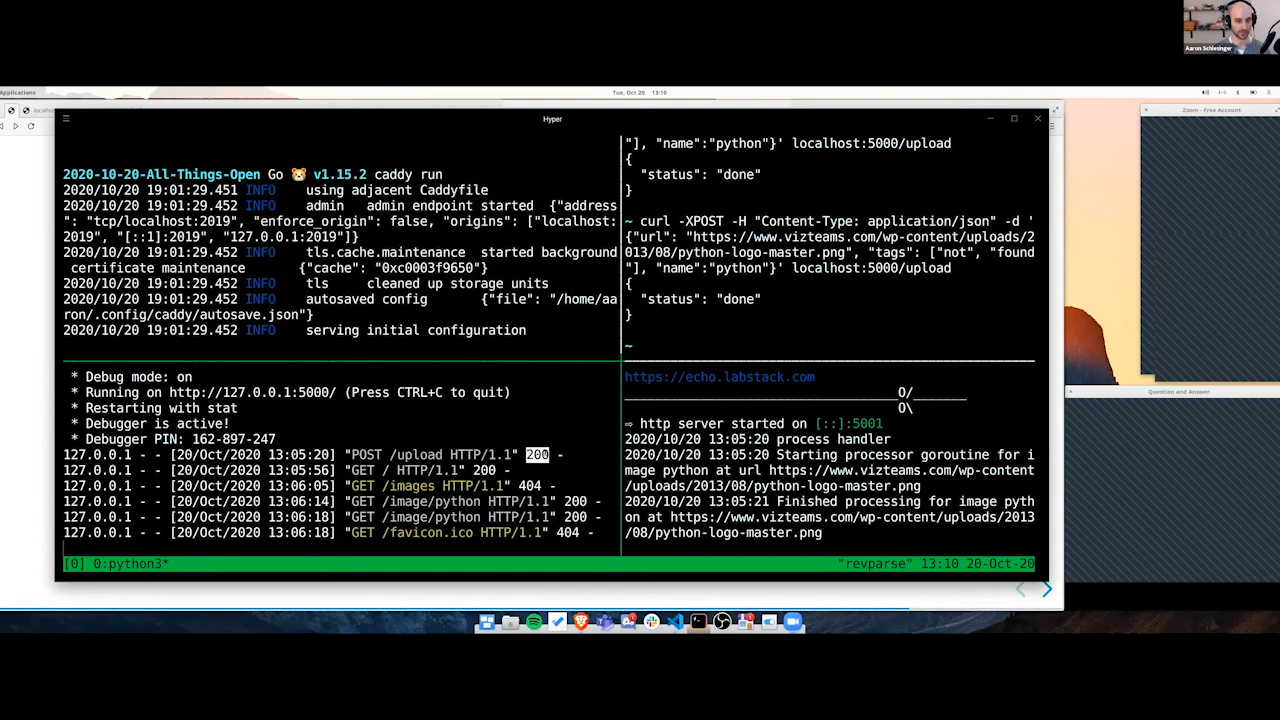 Aaron Schlesinger
Applications
Tue, Oct 20 13:10
Zoom - Free Account
Hyper
2020-10-20-All-Things-Open Go 🐹 v1.15.2 caddy run
2020/10/20 19:01:29.451 INFO using adjacent Caddyfile
2020/10/20 19:01:29.452 INFO admin admin endpoint started {"address
": "tcp/localhost:2019", "enforce_origin": false, "origins": ["localhost:
2019", "[::1]:2019", "127.0.0.1:2019"]}
2020/10/20 19:01:29.452 INFO tls.cache.maintenance started background
certificate maintenance {"cache": "0xc0003f9650"}
2020/10/20 19:01:29.452 INFO tls cleaned up storage units
2020/10/20 19:01:29.452 INFO autosaved config {"file": "/home/aa
ron/.config/caddy/autosave.json"}
2020/10/20 19:01:29.452 INFO serving initial configuration
"], "name":"python"}' localhost:5000/upload
{
"status": "done"
}
~ curl -XPOST -H "Content-Type: application/json" -d '
{"url": "https://www.vizteams.com/wp-content/uploads/2
013/08/python-logo-master.png", "tags": ["not", "found
"], "name":"python"}' localhost:5000/upload
{
"status": "done"
}
~
* Debug mode: on
* Running on http://127.0.0.1:5000/ (Press CTRL+C to quit)
* Restarting with stat
* Debugger is active!
* Debugger PIN: 162-897-247
127.0.0.1 - - [20/Oct/2020 13:05:20] "POST /upload HTTP/1.1" 200 -
127.0.0.1 - - [20/Oct/2020 13:05:56] "GET / HTTP/1.1" 200 -
127.0.0.1 - - [20/Oct/2020 13:06:05] "GET /images HTTP/1.1" 404 -
127.0.0.1 - - [20/Oct/2020 13:06:14] "GET /image/python HTTP/1.1" 200 -
127.0.0.1 - - [20/Oct/2020 13:06:18] "GET /image/python HTTP/1.1" 200 -
127.0.0.1 - - [20/Oct/2020 13:06:18] "GET /favicon.ico HTTP/1.1" 404 -
https://echo.labstack.com
____________________________________O/_______
O\
⇨ http server started on [::]:5001
2020/10/20 13:05:20 process handler
2020/10/20 13:05:20 Starting processor goroutine for i
mage python at url https://www.vizteams.com/wp-content
/uploads/2013/08/python-logo-master.png
2020/10/20 13:05:21 Finished processing for image pyth
on at https://www.vizteams.com/wp-content/uploads/2013
/08/python-logo-master.png
[0] 0:python3* "revparse" 13:10 20-Oct-20
Question and Answer